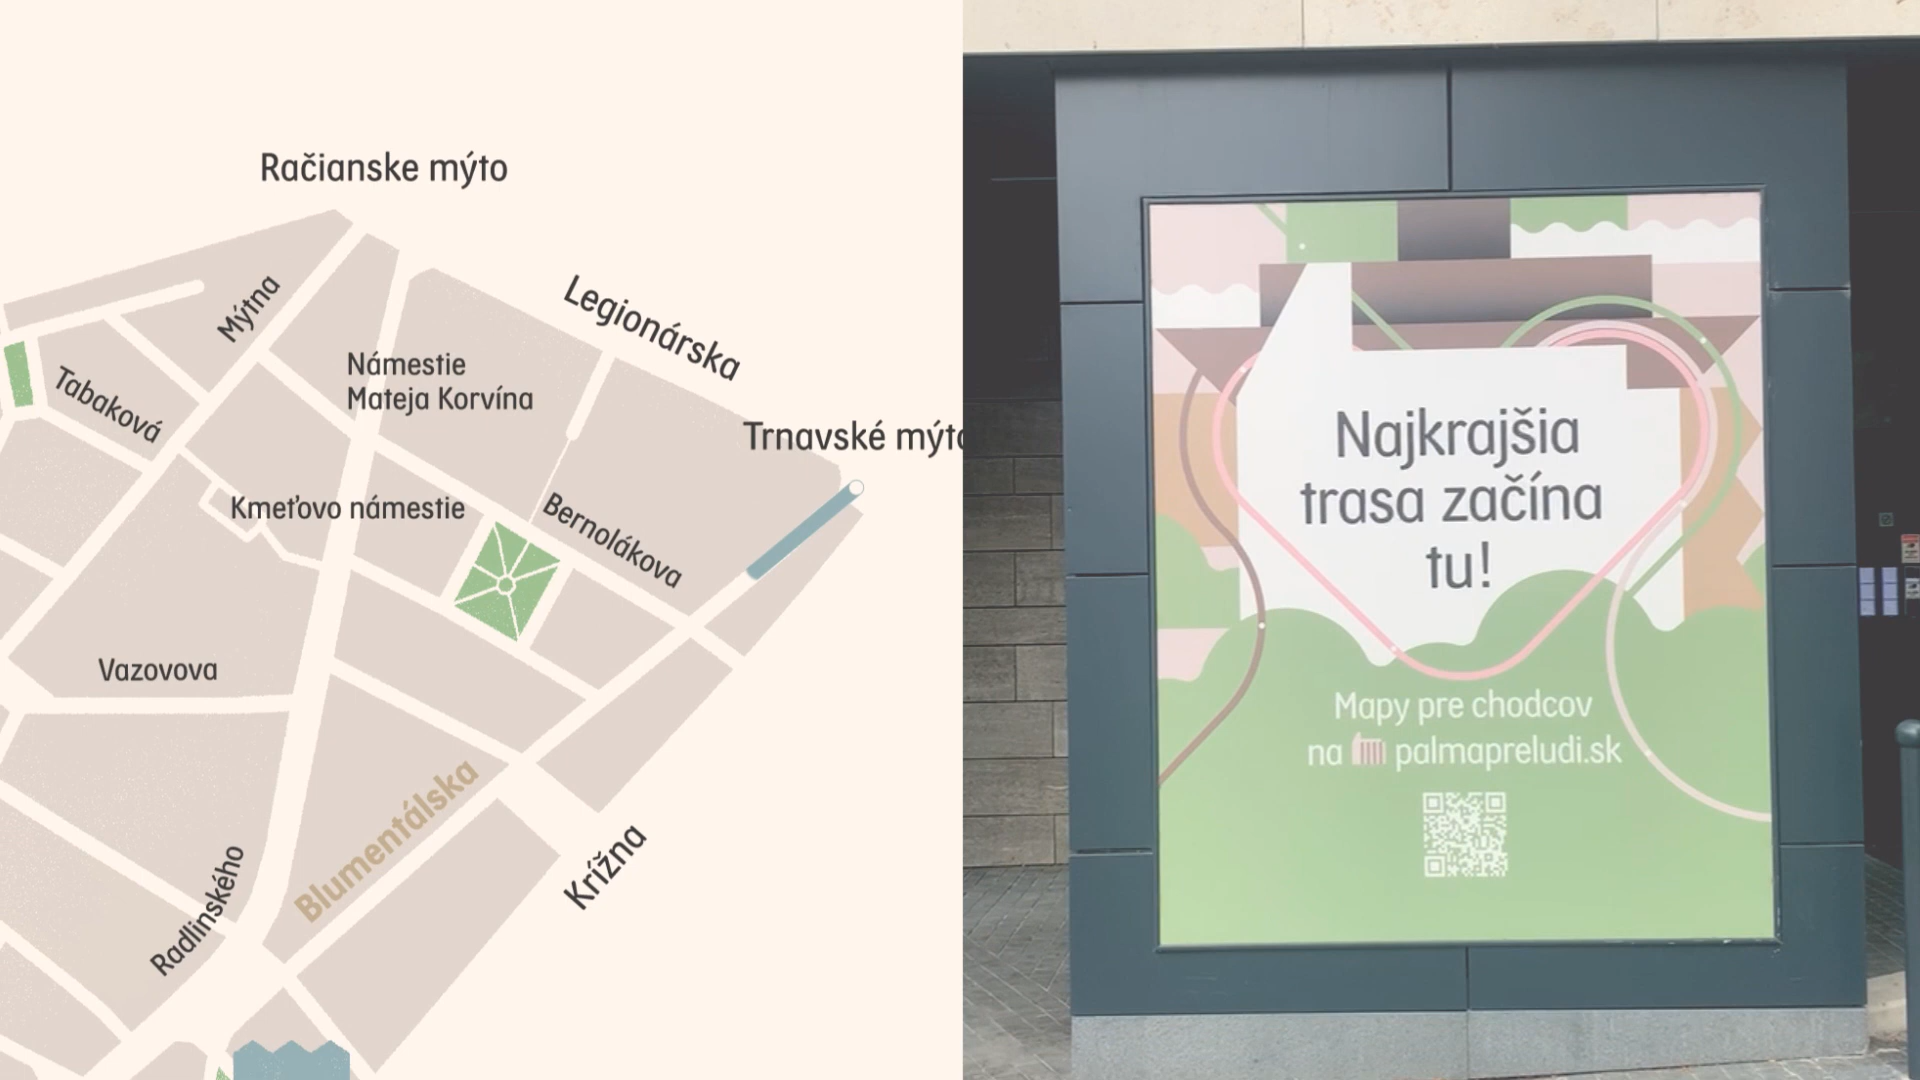 Račianske mýto
Mýtna
Legionárska
Námestie
Mateja Korvína
Tabaková
Trnavské mýto
Kmeťovo námestie
Bernolákova
Vazovova
Blumentálska
Krížna
Radlinského
Najkrajšia
trasa začína
tu!
Mapy pre chodcov
na palmapreludi.sk